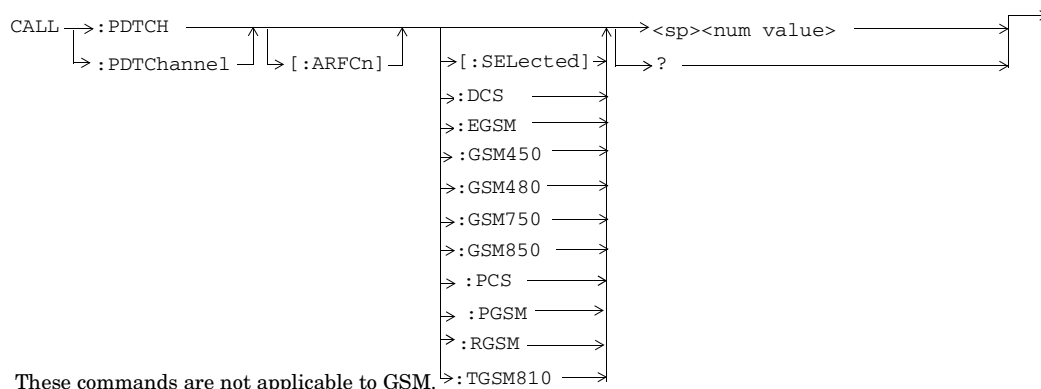 CALL :PDTCH <sp><num value>
:PDTChannel [:ARFCn] [:SELected] ?
:DCS
:EGSM
:GSM450
:GSM480
:GSM750
:GSM850
:PCS
:PGSM
:RGSM
These commands are not applicable to GSM. :TGSM810